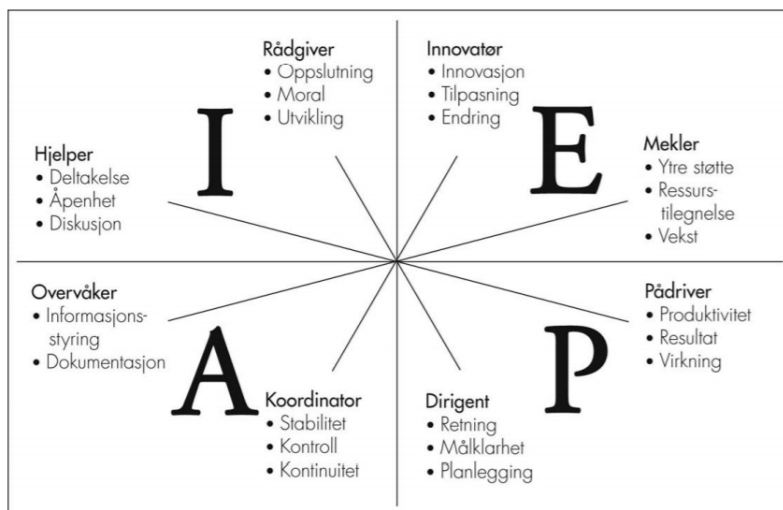 Rådgiver
• Oppslutning
• Moral
• Utvikling
I
Hjelper
• Deltakelse
• Åpenhet
• Diskusjon
Innovatør
• Innovasjon
• Tilpasning
• Endring
E
Mekler
• Ytre støtte
• Ressurs-
tilegnelse
• Vekst
Overvåker
• Informasjons-
styring
• Dokumentasjon
A
Koordinator
• Stabilitet
• Kontroll
• Kontinuitet
Pådriver
• Produktivitet
• Resultat
• Virkning
P
Dirigent
• Retning
• Målklarhet
• Planlegging